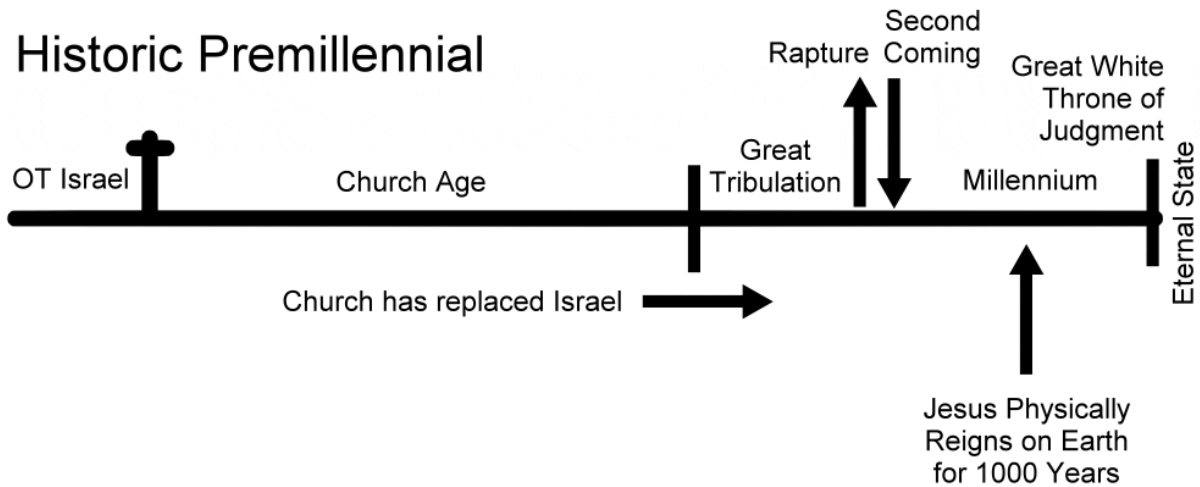 Historic Premillennial
Second
Rapture Coming
Great White
Throne of
Judgment
OT Israel
Church Age
Great
Tribulation
Millennium
Eternal State
Church has replaced Israel
Jesus Physically
Reigns on Earth
for 1000 Years